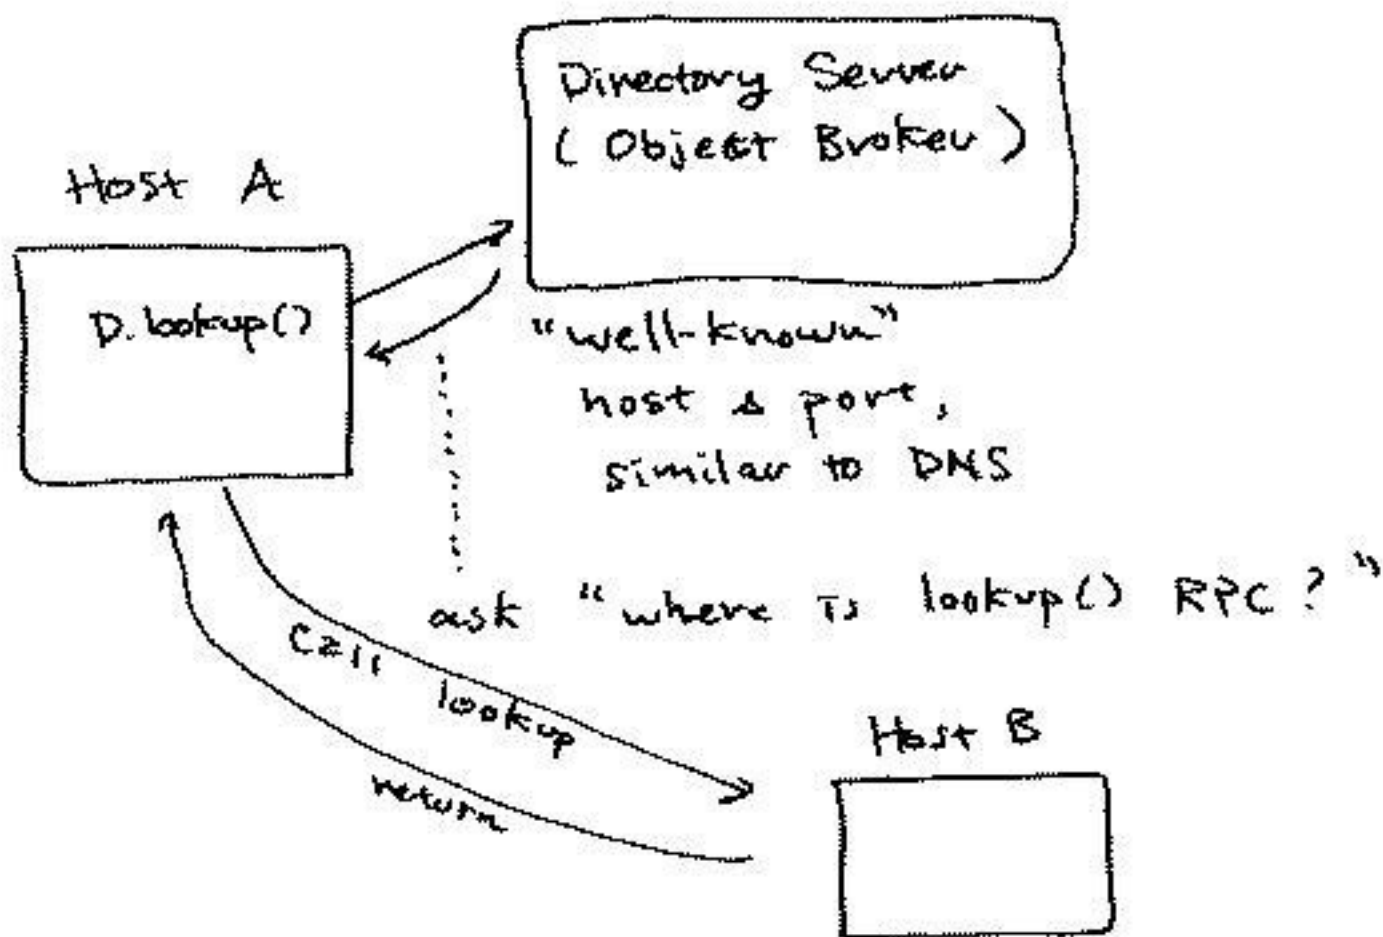 Directory Server
( Object Broker )
Host A
D.lookup()
"well-known"
host & port,
similar to DNS
ask "where is lookup() RPC?"
call lookup
return
Host B